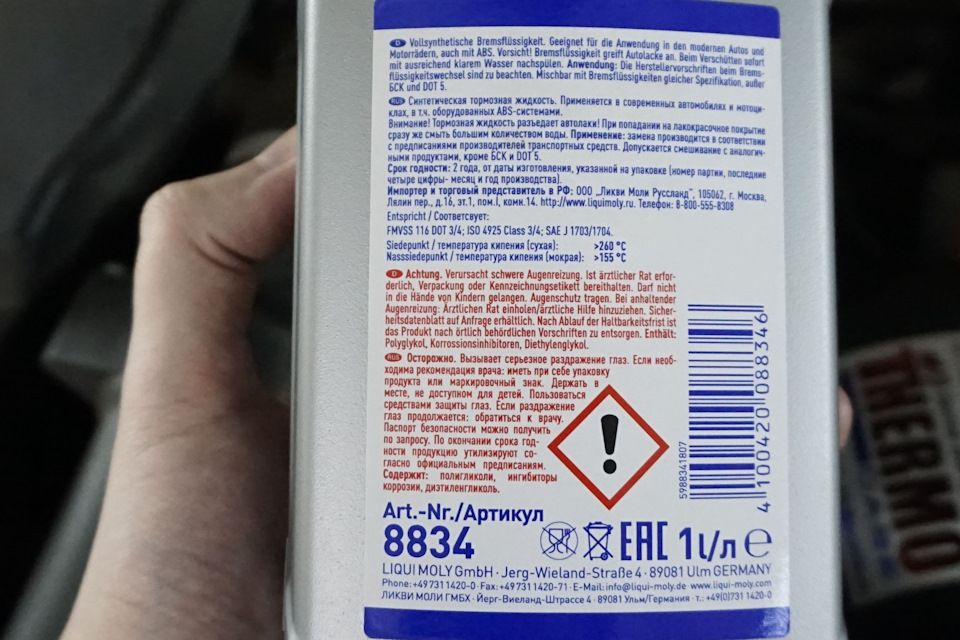 D Vollsynthetische Bremsflüssigkeit. Geeignet für die Anwendung in den modernen Autos und
Motorrädern, auch mit ABS. Vorsicht! Bremsflüssigkeit greift Autolacke an. Beim Verschütten sofort
mit ausreichend klarem Wasser nachspülen. Anwendung: Die Herstellervorschriften beim Brems-
flüssigkeitswechsel sind zu beachten. Mischbar mit Bremsflüssigkeiten gleicher Spezifikation, außer
БСК und DOT 5.
RUS Синтетическая тормозная жидкость. Применяется в современных автомобилях и мотоци-
клах, в т.ч. оборудованных ABS-системами.
Внимание! Тормозная жидкость разъедает автолаки! При попадании на лакокрасочное покрытие
сразу же смыть большим количеством воды. Применение: замена производится в соответствии
с предписаниями производителей транспортных средств. Допускается смешивание с аналогич-
ными продуктами, кроме БСК и DOT 5.
Срок годности: 2 года, от даты изготовления, указанной на упаковке (номер партии, последние
четыре цифры- месяц и год производства).
Импортер и торговый представитель в РФ: ООО „Ликви Моли Руссланд", 105062, г. Москва,
Лялин пер., д.16, эт.1, пом.I, комн.14. http://www.liquimoly.ru. Телефон: 8-800-555-8308
Entspricht / Соответсвует:
FMVSS 116 DOT 3/4; ISO 4925 Class 3/4; SAE J 1703/1704.
Siedepunkt / температура кипения (сухая): >260 °C
Nasssiedepunkt / температура кипения (мокрая): >155 °C
D Achtung. Verursacht schwere Augenreizung. Ist ärztlicher Rat erfor-
derlich, Verpackung oder Kennzeichnungsetikett bereithalten. Darf nicht
in die Hände von Kindern gelangen. Augenschutz tragen. Bei anhaltender
Augenreizung: Ärztlichen Rat einholen/ärztliche Hilfe hinzuziehen. Sicher-
heitsdatenblatt auf Anfrage erhältlich. Nach Ablauf der Haltbarkeitsfrist ist
das Produkt nach örtlich behördlichen Vorschriften zu entsorgen. Enthält:
Polyglykol, Korrossionsinhibitoren, Diethylenglykol.
RUS Осторожно. Вызывает серьезное раздражение глаз. Если необ-
ходима рекомендация врача: иметь при себе упаковку
продукта или маркировочный знак. Держать в
месте, не доступном для детей. Пользоваться
средствами защиты глаз. Если раздражение
глаз продолжается: обратиться к врачу.
Паспорт безопасности можно получить
по запросу. По окончании срока год-
ности продукцию утилизируют со-
гласно официальным предписаниям.
Содержит: полигликоли, ингибиторы
коррозии, диэтиленгликоль.
5988341807
4 100420 088346
Art.-Nr./Артикул
8834
EAC 1 l/л e
LIQUI MOLY GmbH · Jerg-Wieland-Straße 4 · 89081 Ulm GERMANY
Phone: +49 731 1420-0 · Fax: +49 731 1420-71 · E-Mail: info@liqui-moly.de www.liqui-moly.com
ЛИКВИ МОЛИ ГМБХ · Йерг-Виеланд-Штрассе 4 · 89081 Ульм/Германия · т.: +49(0)731 1420-0
THERMO